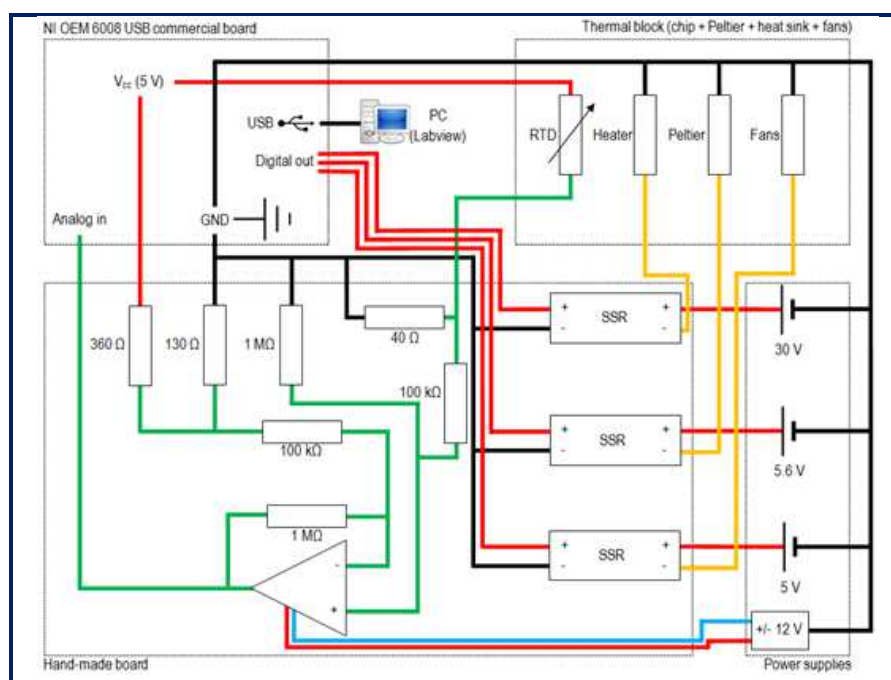 NI OEM 6008 USB commercial board
Thermal block (chip + Peltier + heat sink + fans)
Vcc (5 V)
USB
PC
(Labview)
RTD
Heater
Peltier
Fans
Digital out
Analog in
GND
360 Ω
130 Ω
1 MΩ
40 Ω
100 kΩ
100 kΩ
1 MΩ
-
+
+
-
SSR
+
-
30 V
+
-
SSR
+
-
5.6 V
+
-
SSR
+
-
5 V
+/- 12 V
Hand-made board
Power supplies